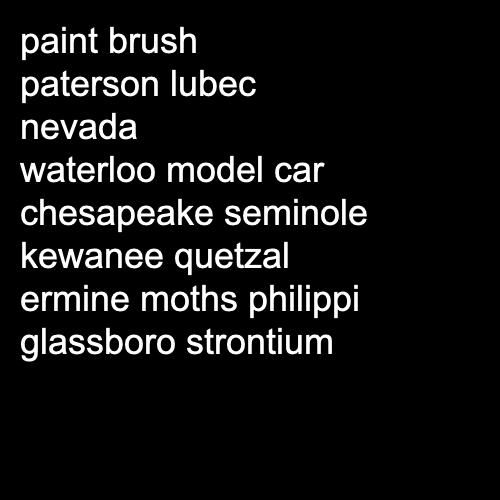 paint brush
paterson lubec
nevada
waterloo model car
chesapeake seminole
kewanee quetzal
ermine moths philippi
glassboro strontium